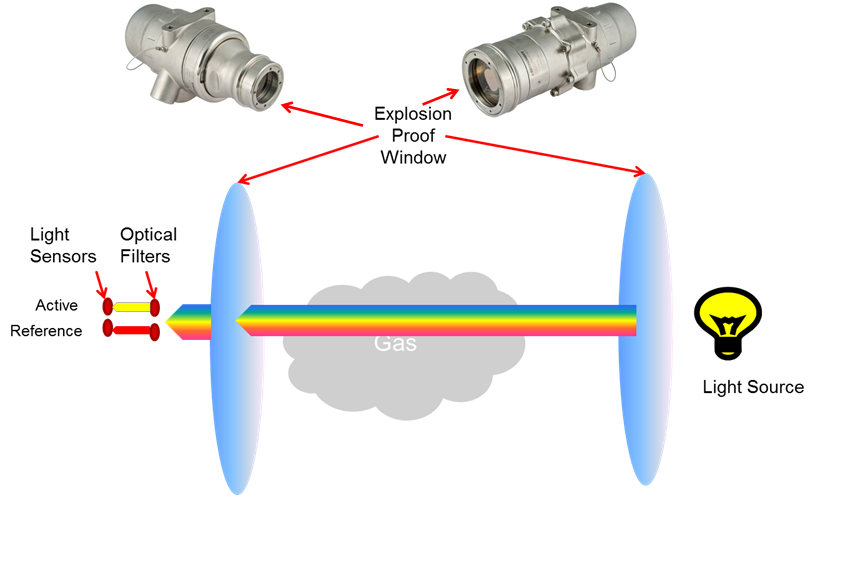 Explosion
Proof
Window
Light
Sensors
Optical
Filters
Active
Reference
Gas
Light Source